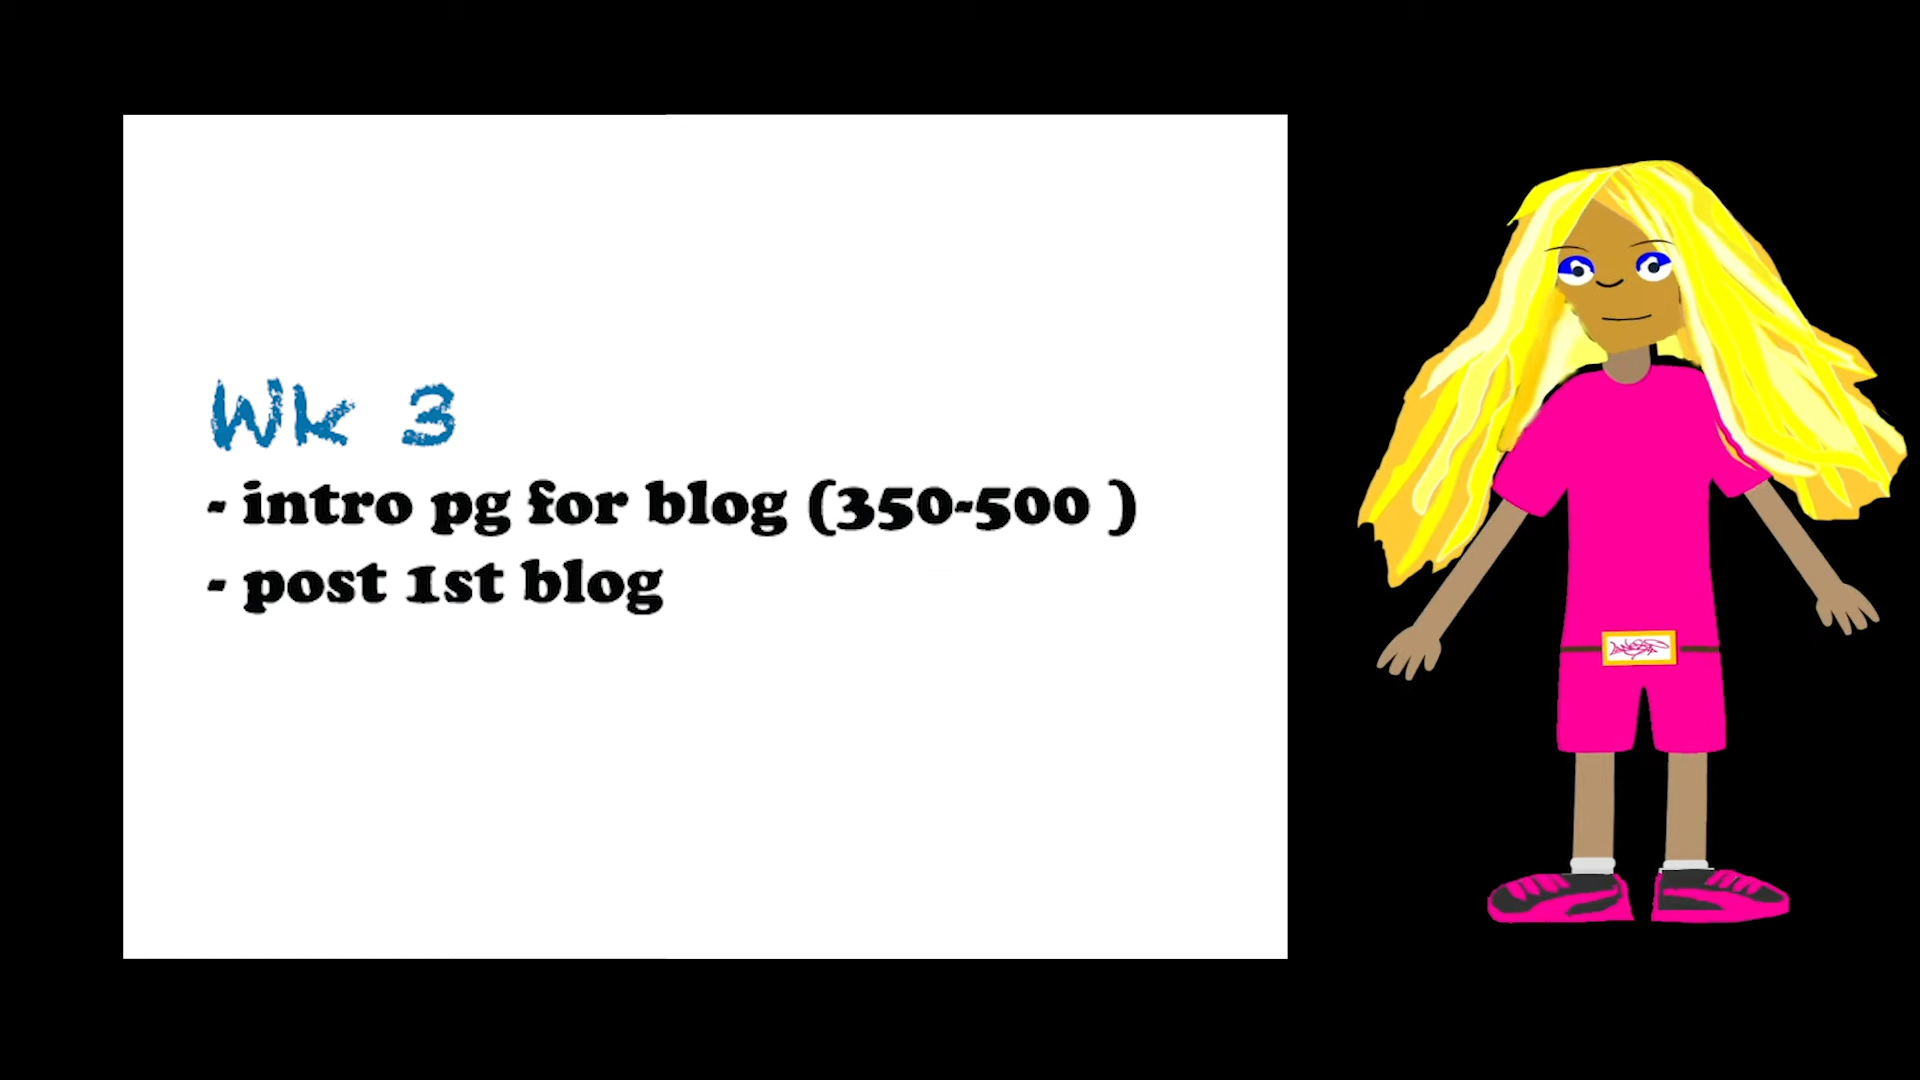 Wk 3
- intro pg for blog (350-500 )
- post 1st blog